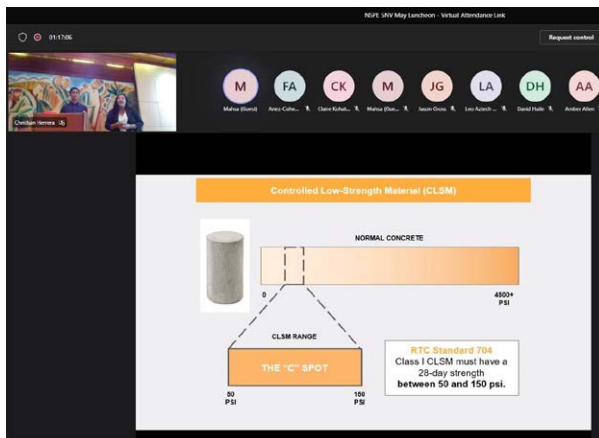 NSPE SNV May Luncheon - Virtual Attendance Link
01:17:06
Request control
M
FA
CK
M
JG
LA
DH
AA
Christian Herrera
Mahsa (Guest)
Jason Gross
David Halle
Amber Allen
Controlled Low-Strength Material (CLSM)
NORMAL CONCRETE
0
4500+
PSI
CLSM RANGE
THE "C" SPOT
50
PSI
150
PSI
RTC Standard 704
Class I CLSM must have a
28-day strength
between 50 and 150 psi.